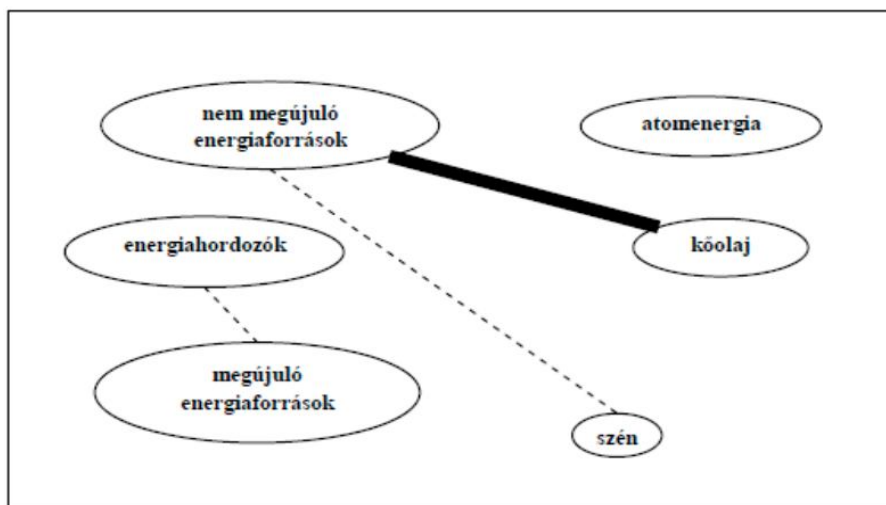 nem megújuló
energiaforrások
atomenergia
energiahordozók
kőolaj
megújuló
energiaforrások
szén